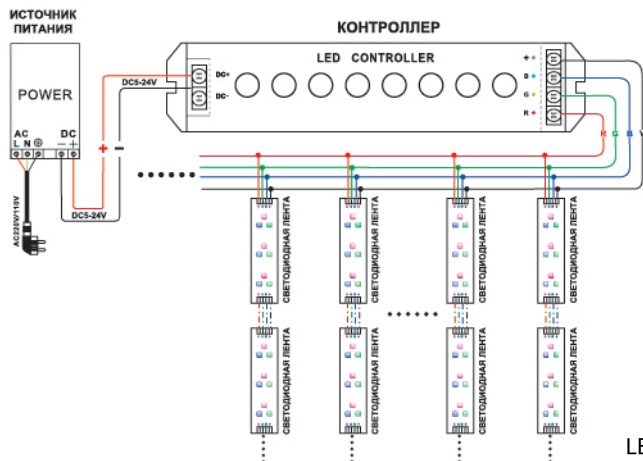 ИСТОЧНИК
ПИТАНИЯ
КОНТРОЛЛЕР
DC5-24V
LED CONTROLLER
POWER
DC+
DC-
+
B
G
R
AC
L N
DC
- +
+ -
R G B
AC220V/110V
DC5-24V
СВЕТОДИОДНАЯ ЛЕНТА
СВЕТОДИОДНАЯ ЛЕНТА
СВЕТОДИОДНАЯ ЛЕНТА
СВЕТОДИОДНАЯ ЛЕНТА
СВЕТОДИОДНАЯ ЛЕНТА
СВЕТОДИОДНАЯ ЛЕНТА
СВЕТОДИОДНАЯ ЛЕНТА
СВЕТОДИОДНАЯ ЛЕНТА